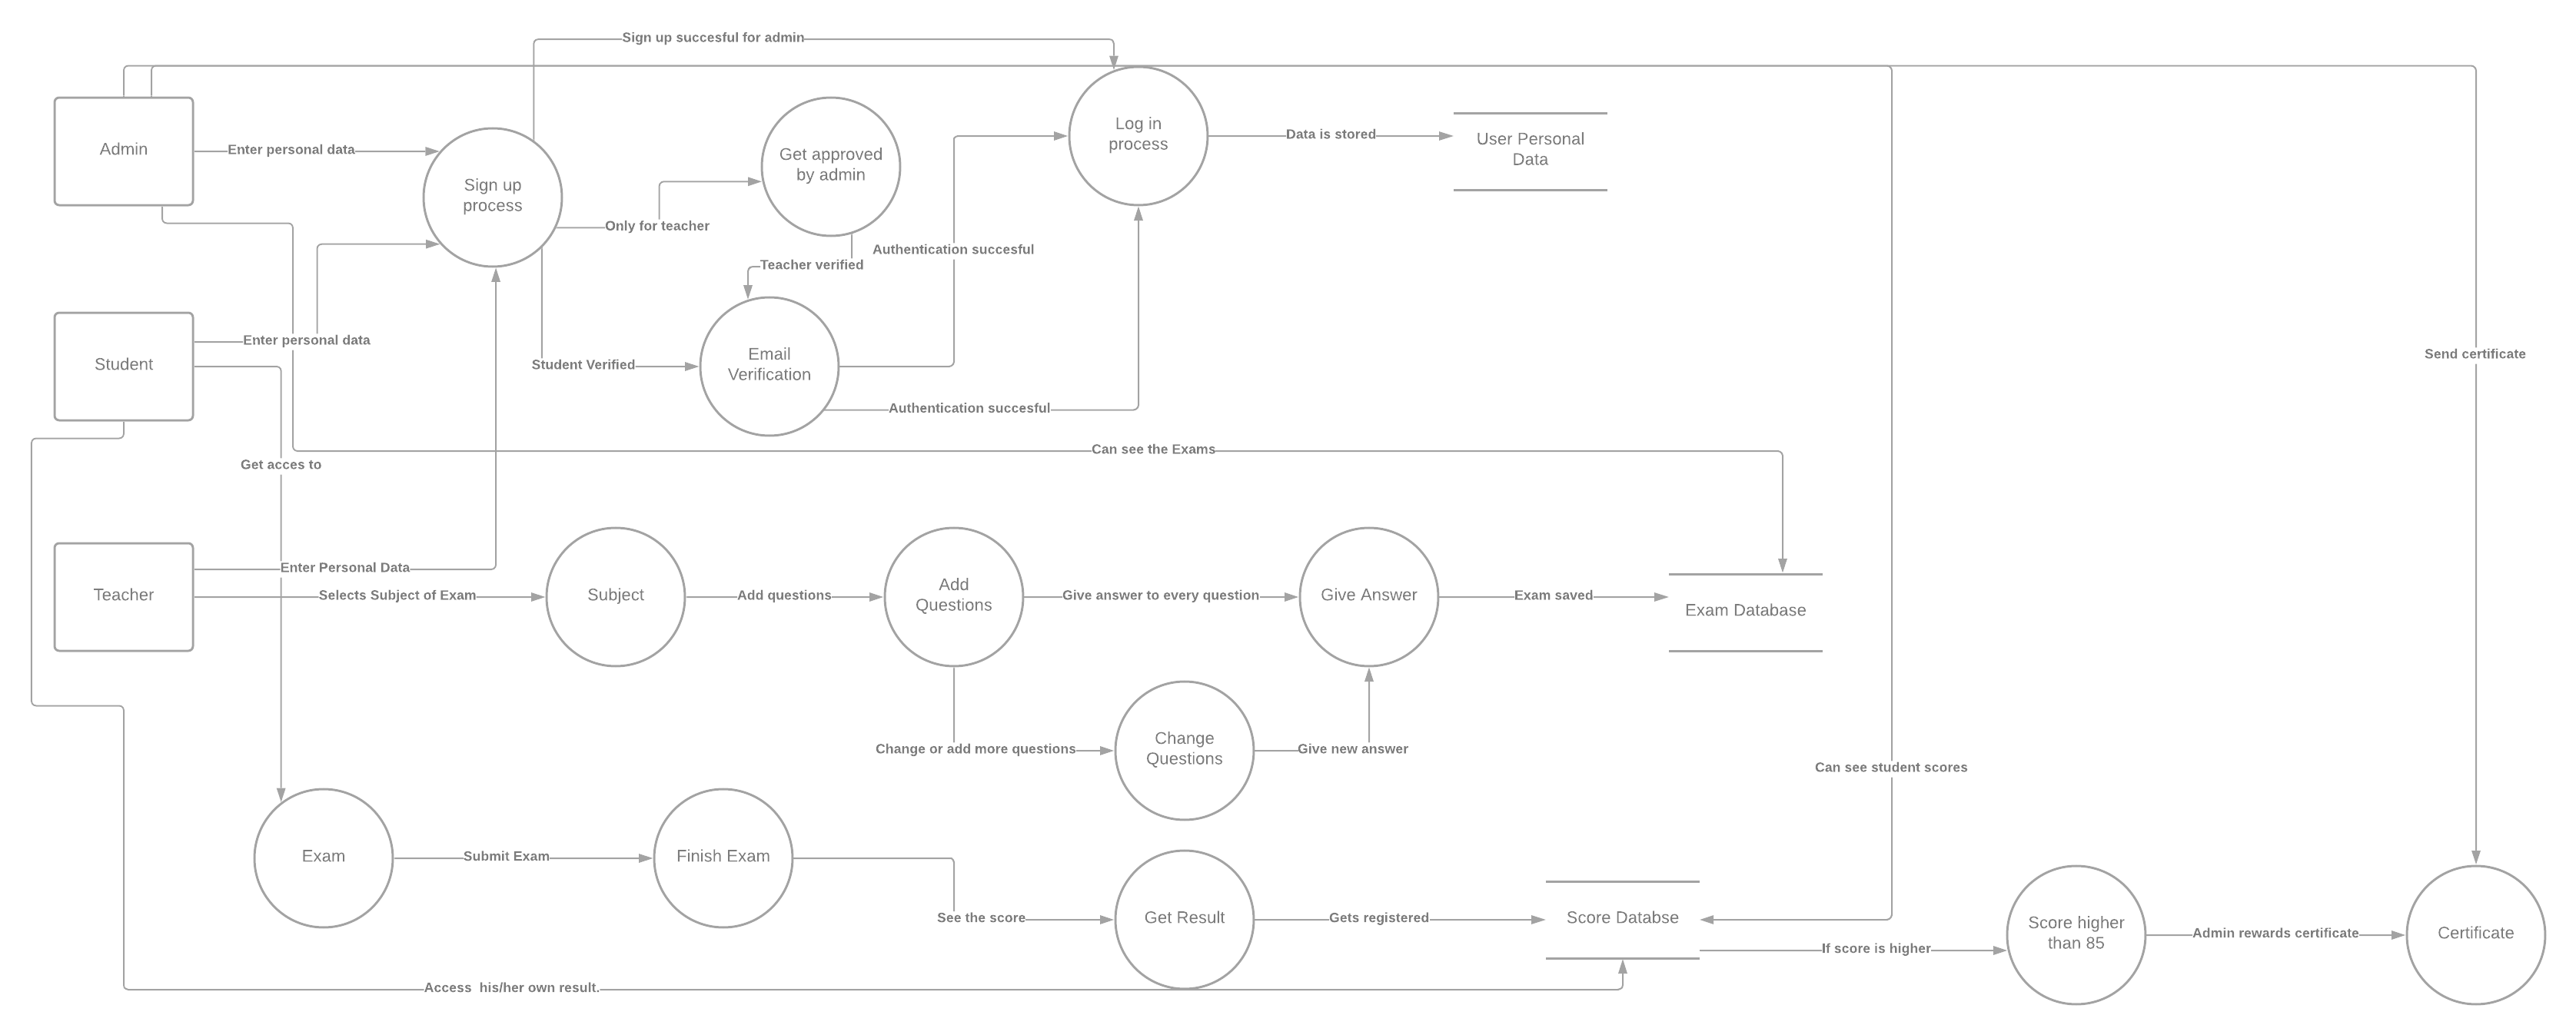 Sign up succesful for admin
Admin
Enter personal data
Sign up
process
Get approved
by admin
Log in
process
Data is stored
User Personal
Data
Only for teacher
Teacher verified
Authentication succesful
Student
Enter personal data
Student Verified
Email
Verification
Authentication succesful
Send certificate
Get acces to
Can see the Exams
Teacher
Enter Personal Data
Selects Subject of Exam
Subject
Add questions
Add
Questions
Give answer to every question
Give Answer
Exam saved
Exam Database
Change or add more questions
Change
Questions
Give new answer
Can see student scores
Exam
Submit Exam
Finish Exam
See the score
Get Result
Gets registered
Score Databse
If score is higher
Score higher
than 85
Admin rewards certificate
Certificate
Access  his/her own result.